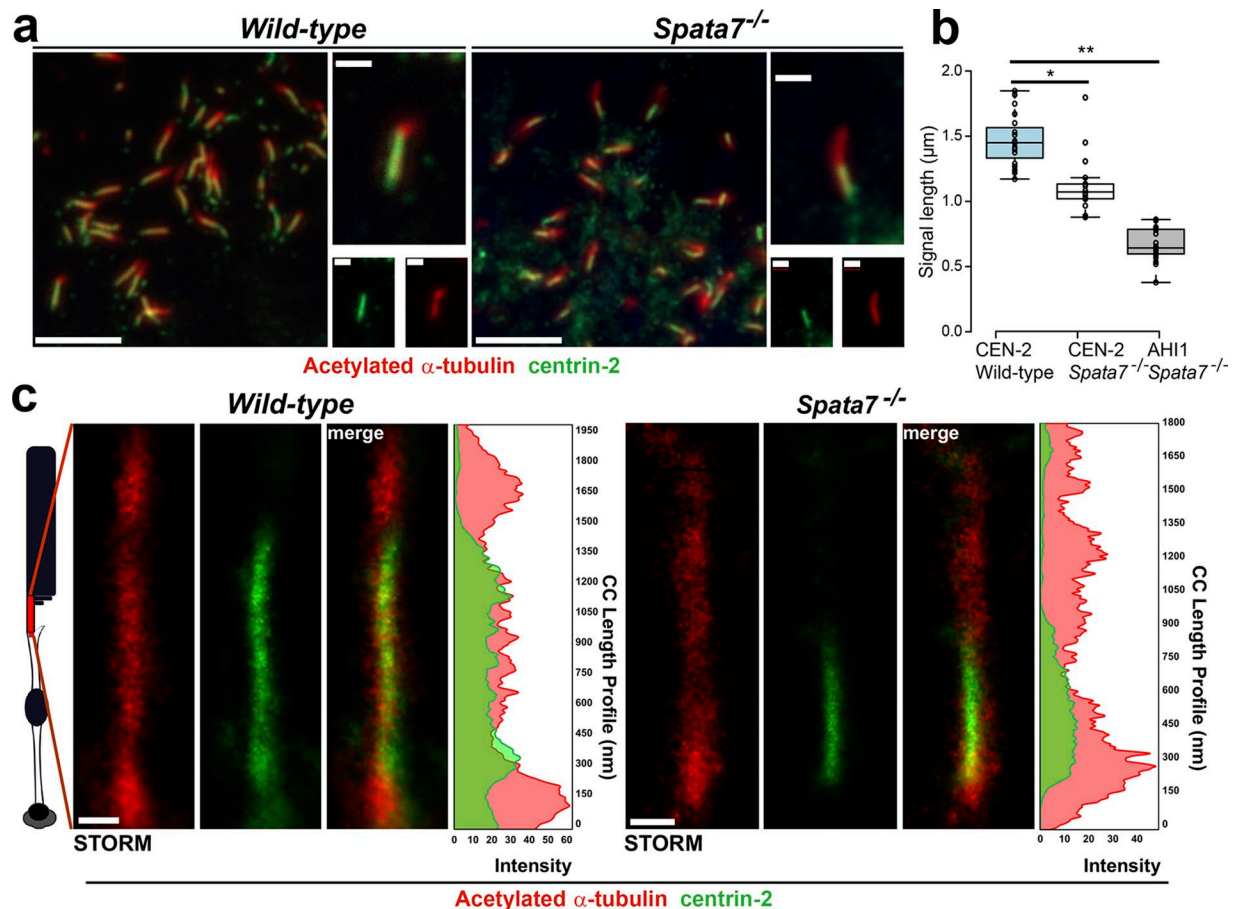 a
Wild-type
Spata7-/-
Acetylated α-tubulin centrin-2
b
**
*
Signal length (µm)
2.0
1.5
1.0
0.5
0.0
CEN-2 CEN-2 AHI1
Wild-type Spata7-/- Spata7-/-
c
Wild-type
Spata7-/-
merge
1950
1800
1650
1500
1350
1200
1050
900
750
600
450
300
150
0
CC Length Profile (nm)
0 10 20 30 40 50 60
Intensity
STORM
merge
1800
1650
1500
1350
1200
1050
900
750
600
450
300
150
0
CC Length Profile (nm)
0 10 20 30 40
Intensity
STORM
Acetylated α-tubulin centrin-2